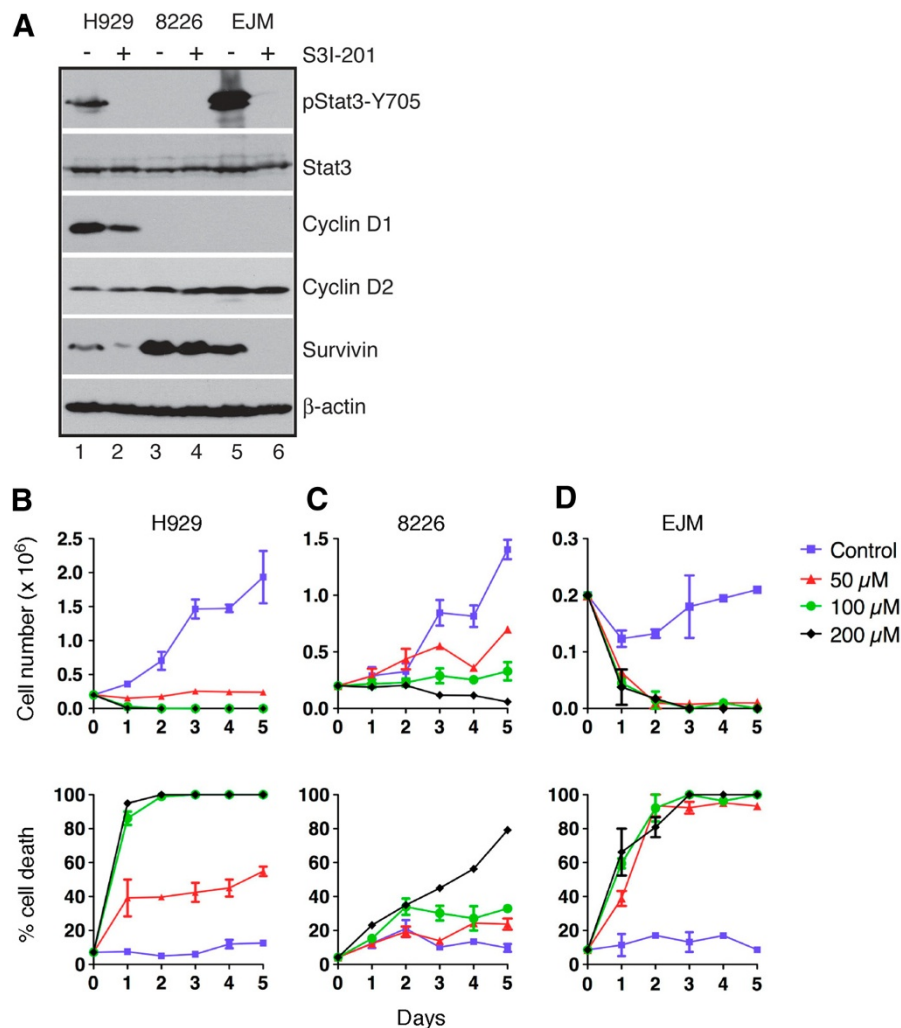 A
H929 8226 EJM
- + - + - + S3I-201
pStat3-Y705
Stat3
Cyclin D1
Cyclin D2
Survivin
β-actin
1 2 3 4 5 6
B C D
H929 8226 EJM
Cell number (x 10⁶)
2.5
2.0
1.5
1.0
0.5
0.0
0 1 2 3 4 5
1.5
1.0
0.5
0.0
0 1 2 3 4 5
0.3
0.2
0.1
0.0
0 1 2 3 4 5
Control
50 µM
100 µM
200 µM
% cell death
100
80
60
40
20
0
0 1 2 3 4 5
100
80
60
40
20
0
0 1 2 3 4 5
100
80
60
40
20
0
0 1 2 3 4 5
Days